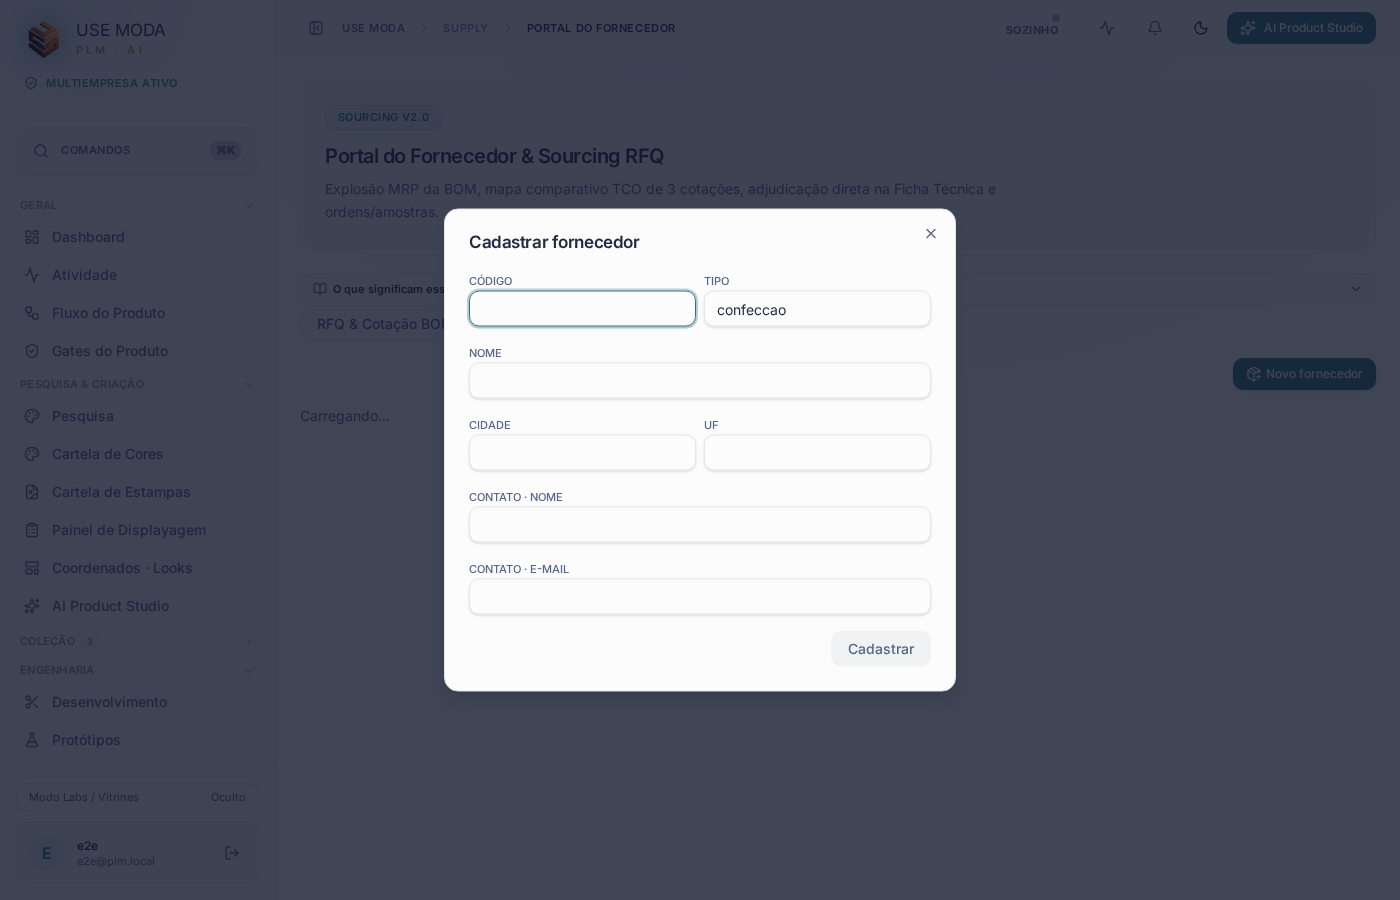 USE MODA
PLM · AI
MULTIEMPRESA ATIVO
COMANDOS
⌘K
GERAL
Dashboard
Atividade
Fluxo do Produto
Gates do Produto
PESQUISA & CRIAÇÃO
Pesquisa
Cartela de Cores
Cartela de Estampas
Painel de Displayagem
Coordenados · Looks
AI Product Studio
COLEÇÃO 3
ENGENHARIA
Desenvolvimento
Protótipos
Modo Labs / Vitrines
Oculto
E
e2e
e2e@plm.local
USE MODA
SUPPLY
PORTAL DO FORNECEDOR
SOZINHO
AI Product Studio
SOURCING V2.0
Portal do Fornecedor & Sourcing RFQ
Explosão MRP da BOM, mapa comparativo TCO de 3 cotações, adjudicação direta na Ficha Técnica e
ordens/amostras.
O que significam
RFQ & Cotação
Novo fornecedor
Carregando...
Cadastrar fornecedor
CÓDIGO
TIPO
confeccao
NOME
CIDADE
UF
CONTATO · NOME
CONTATO · E-MAIL
Cadastrar